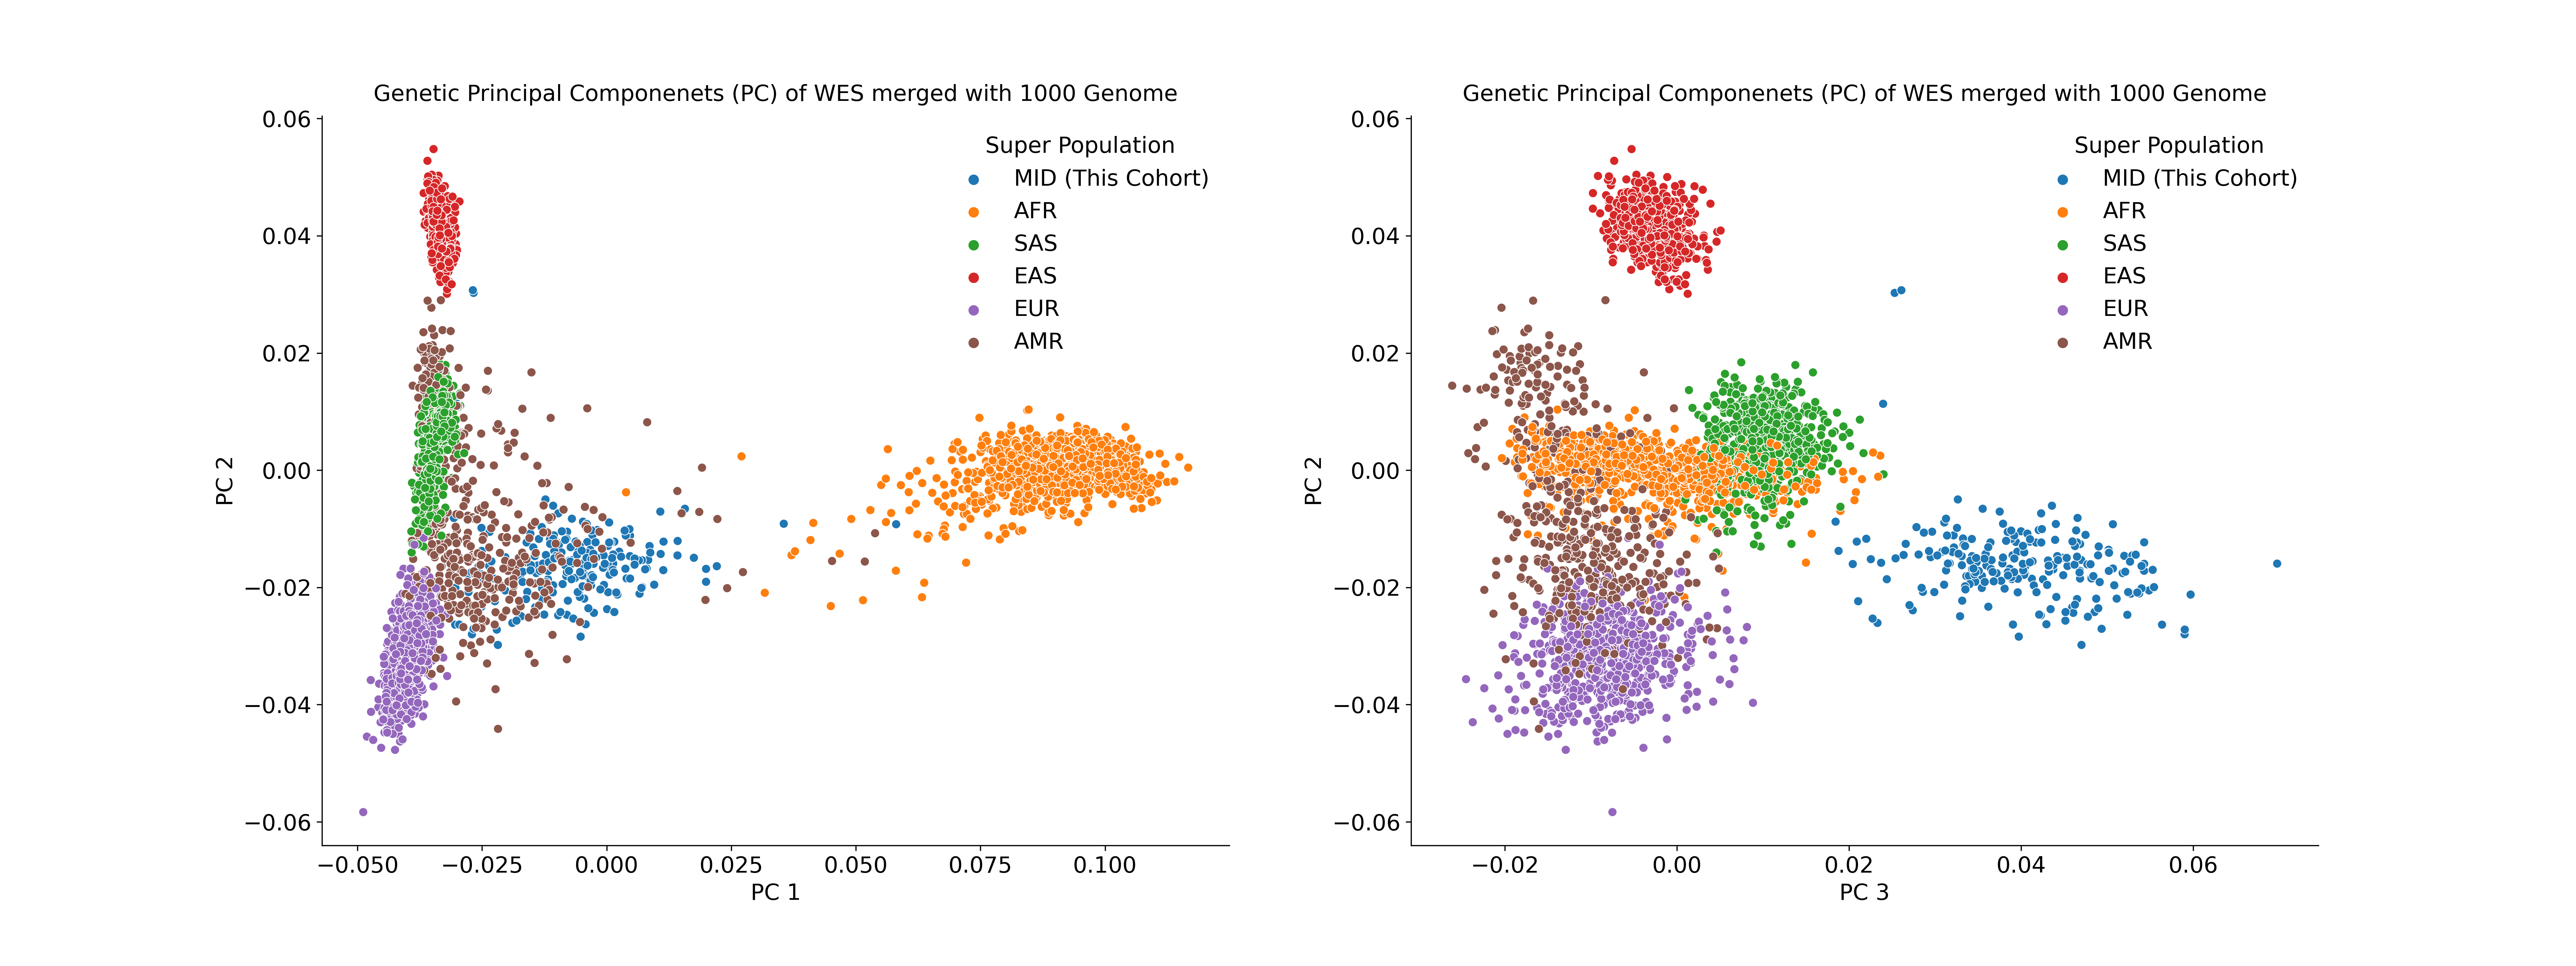 Genetic Principal Componenets (PC) of WES merged with 1000 Genome
0.06
0.04
0.02
0.00
−0.02
−0.04
−0.06
PC 2
−0.050
−0.025
0.000
0.025
0.050
0.075
0.100
PC 1
Super Population
MID (This Cohort)
AFR
SAS
EAS
EUR
AMR
Genetic Principal Componenets (PC) of WES merged with 1000 Genome
0.06
0.04
0.02
0.00
−0.02
−0.04
−0.06
PC 2
−0.02
0.00
0.02
0.04
0.06
PC 3
Super Population
MID (This Cohort)
AFR
SAS
EAS
EUR
AMR